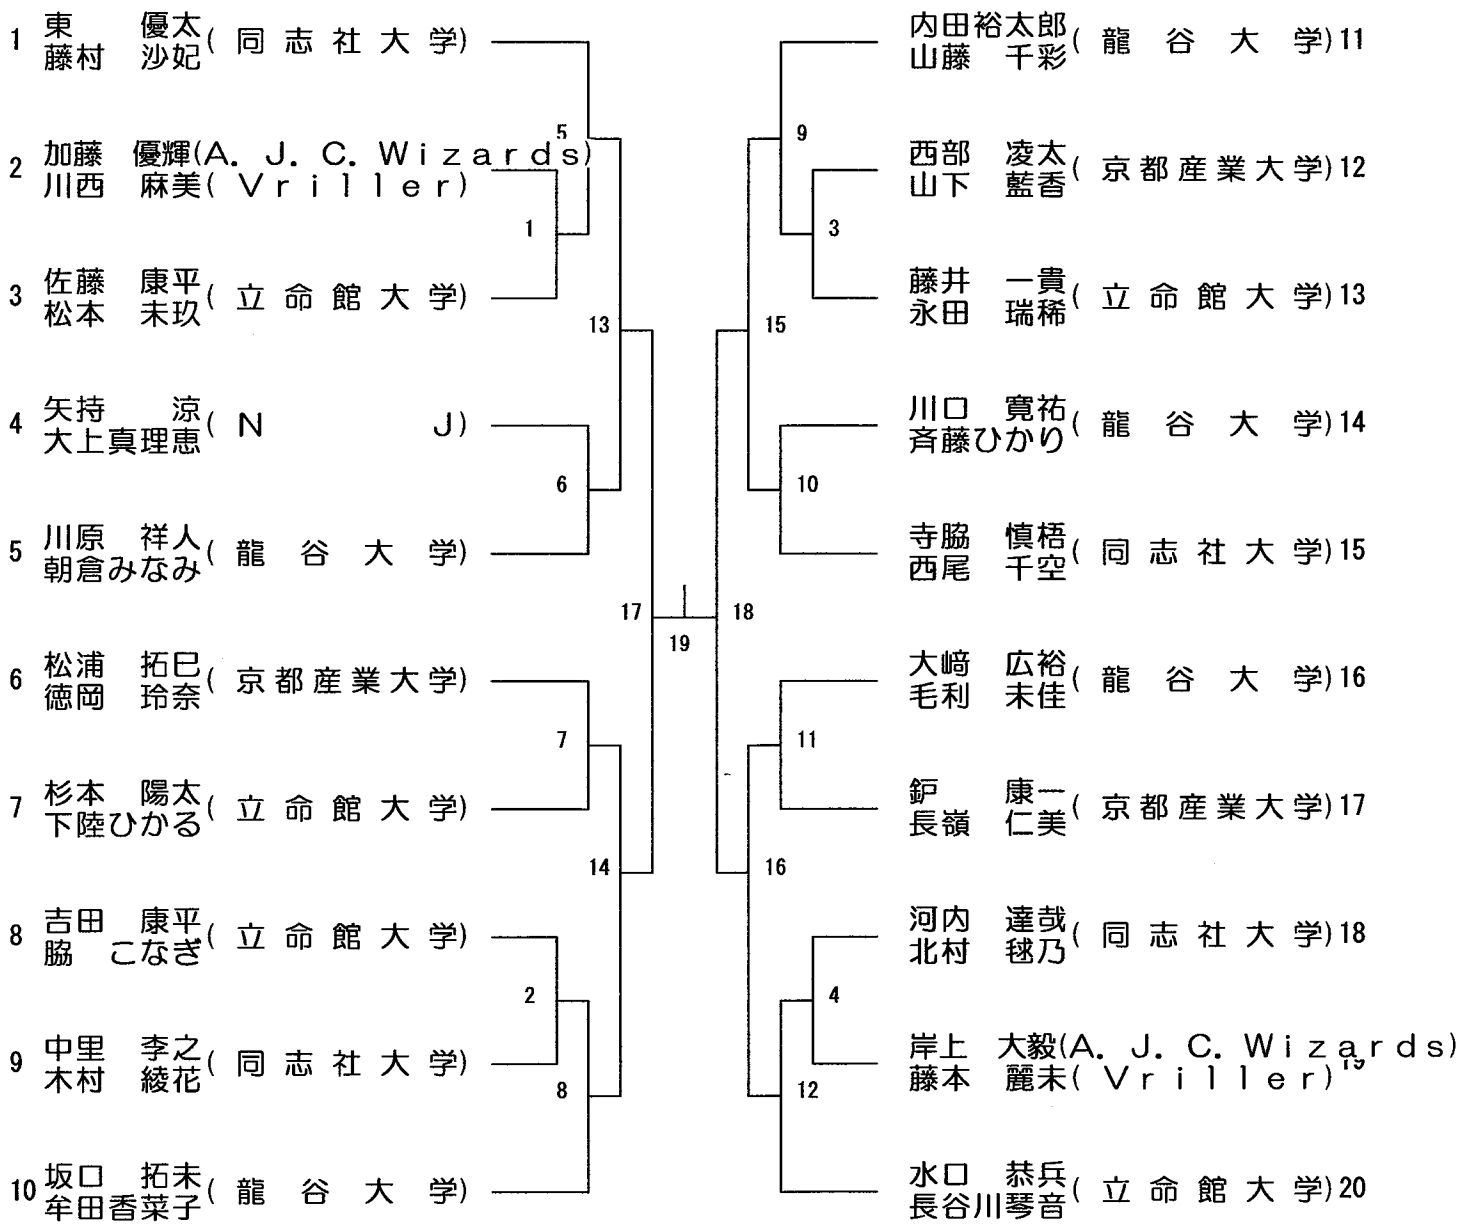 1 東　優太 (同志社大学)
藤村　沙妃
2 加藤　優輝(A. J. C. Wizards)
川西　麻美(Vriller)
3 佐藤　康平 (立命館大学)
松本　未玖
4 矢持　涼 (N J)
大上真理恵
5 川原　祥人 (龍谷大学)
朝倉みなみ
6 松浦　拓巳 (京都産業大学)
徳岡　玲奈
7 杉本　陽太 (立命館大学)
下陸ひかる
8 吉田　康平 (立命館大学)
脇　こなぎ
9 中里　李之 (同志社大学)
木村　綾花
10 坂口　拓未 (龍谷大学)
牟田香菜子
5
1
13
6
17
7
14
2
8
19
9
3
15
10
18
11
16
4
12
内田裕太郎 (龍谷大学) 11
山藤　千彩
西部　凌太 (京都産業大学) 12
山下　藍香
藤井　一貴 (立命館大学) 13
永田　瑞稀
川口　寛祐 (龍谷大学) 14
斉藤ひかり
寺脇　慎梧 (同志社大学) 15
西尾　千空
大﨑　広裕 (龍谷大学) 16
毛利　未佳
鈩　康一 (京都産業大学) 17
長嶺　仁美
河内　達哉 (同志社大学) 18
北村　毬乃
岸上　大毅(A. J. C. Wizards)
藤本　麗未(Vriller) 19
水口　恭兵 (立命館大学) 20
長谷川琴音